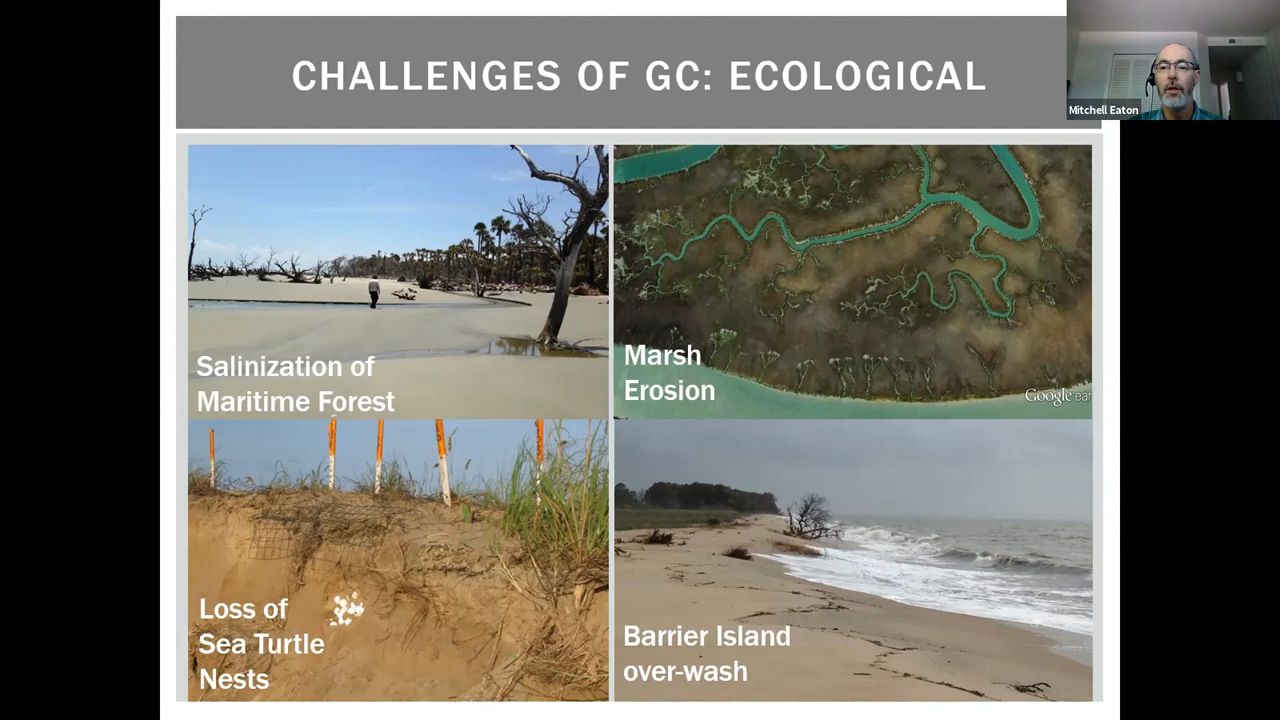 CHALLENGES OF GC: ECOLOGICAL
Mitchell Eaton
Salinization of
Maritime Forest
Marsh
Erosion
Google ear
Loss of
Sea Turtle
Nests
Barrier Island
over-wash